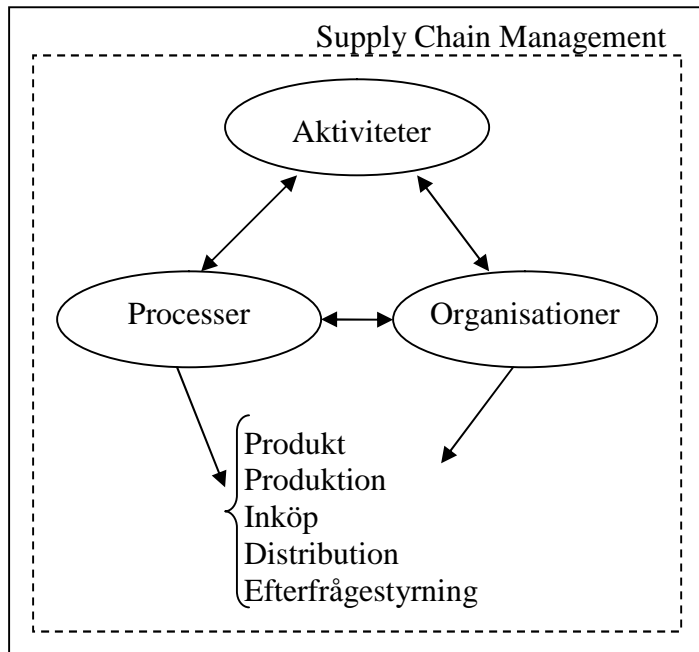 Supply Chain Management
Aktiviteter
Processer
Organisationer
Produkt
Produktion
Inköp
Distribution
Efterfrågestyrning